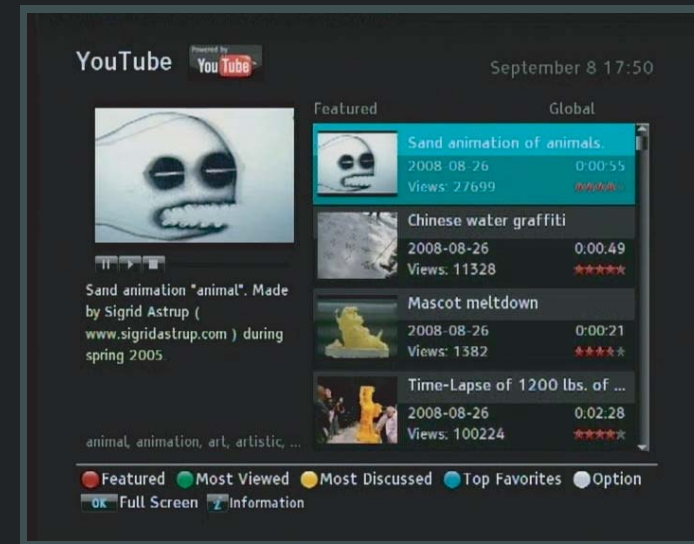 YouTube
Powered by
You Tube
September 8 17:50
Featured
Global
Sand animation of animals.
2008-08-26
0:00:55
Views: 27699
Chinese water graffiti
2008-08-26
0:00:49
Views: 11328
Mascot meltdown
2008-08-26
0:00:21
Views: 1382
Time-Lapse of 1200 lbs. of ...
2008-08-26
0:02:28
Views: 100224
Sand animation "animal". Made
by Sigrid Astrup (
www.sigridastrup.com ) during
spring 2005
animal, animation, art, artistic, ...
Featured
Most Viewed
Most Discussed
Top Favorites
Option
OK
Full Screen
i
Information